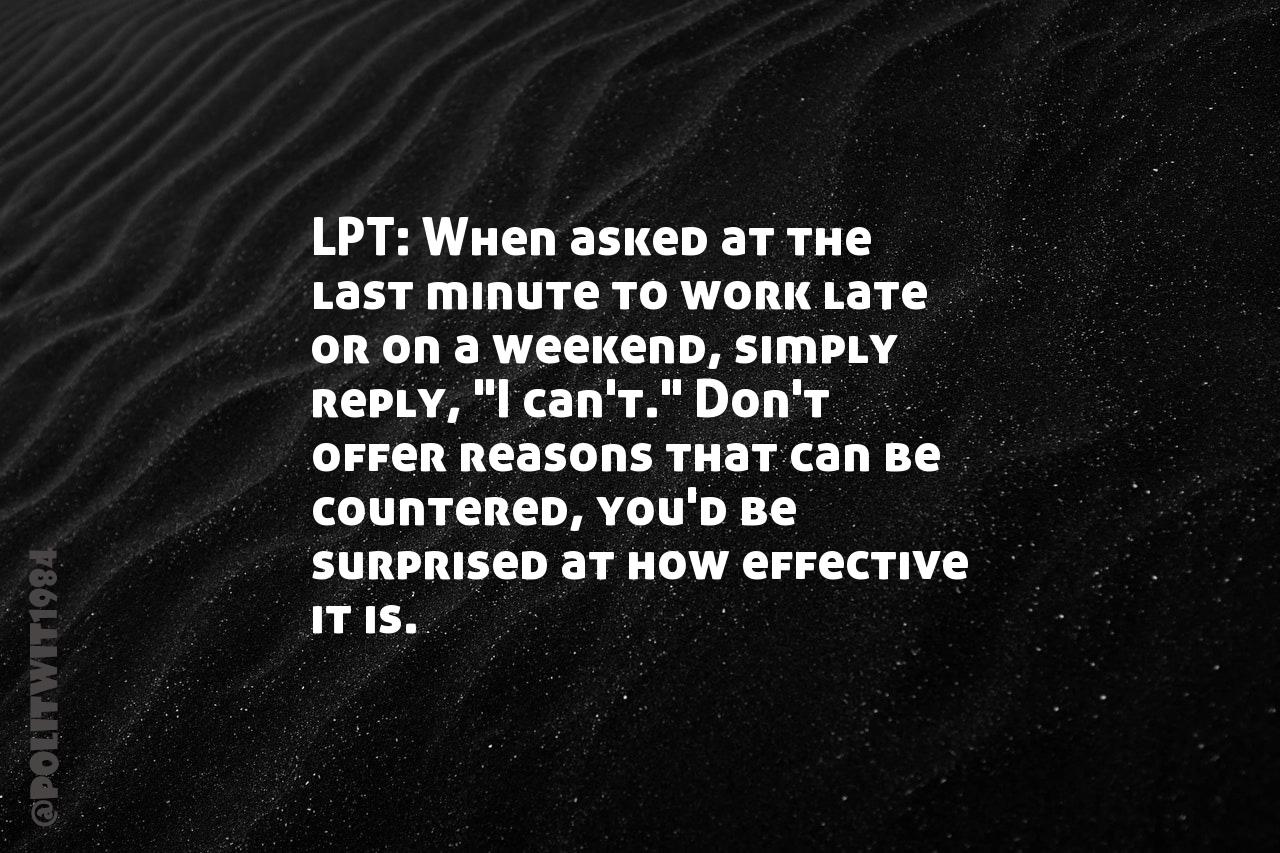 LPT: When asked at the
last minute to work late
or on a weekend, simply
reply, "I can't." Don't
offer reasons that can be
countered, you'd be
surprised at how effective
it is.
@POLITWIT1984